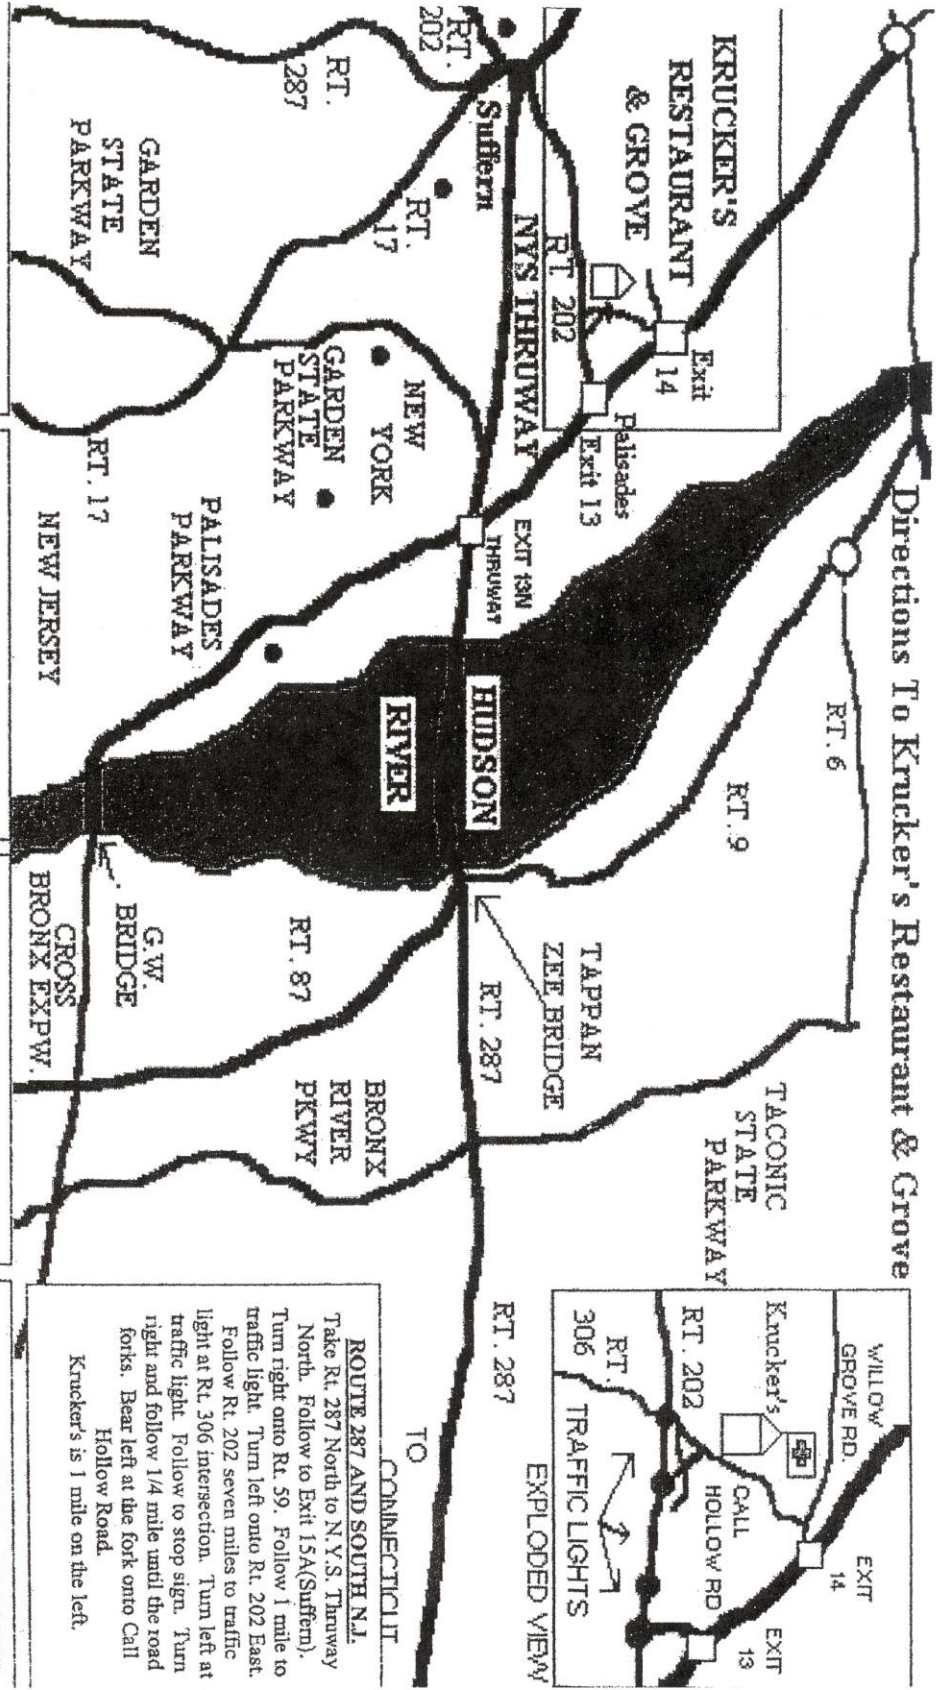 Directions To Krucker's Restaurant & Grove
KRUCKER'S
RESTAURANT
& GROVE
Exit
14
Palisades
Exit 13
RT 202
NYS THRUWAY
RT.
202
Suffern
RT.
17
RT.
287
GARDEN
STATE
PARKWAY
NEW
YORK
GARDEN
STATE
PARKWAY
RT. 17
EXIT 13N
THRUWAY
PALISADES
PARKWAY
NEW JERSEY
HUDSON
RIVER
RT. 6
RT. 9
TAPPAN
ZEE BRIDGE
RT. 287
RT. 87
G.W.
BRIDGE
CROSS
BRONX EXPW.
BRONX
RIVER
PKWY
TACONIC
STATE
PARKWAY
RT. 287
TO
CONNECTICUT
WILLOW
GROVE RD.
EXIT
14
Krucker's
CALL
HOLLOW RD
EXIT
13
RT. 202
RT.
306
TRAFFIC LIGHTS
EXPLODED VIEW
ROUTE 287 AND SOUTH N.J.
Take Rt. 287 North to N.Y.S. Thruway
North. Follow to Exit 15A(Suffern).
Turn right onto Rt. 59. Follow 1 mile to
traffic light. Turn left onto Rt. 202 East.
Follow Rt. 202 seven miles to traffic
light at Rt. 306 intersection. Turn left at
traffic light. Follow to stop sign. Turn
right and follow 1/4 mile until the road
forks. Bear left at the fork onto Call
Hollow Road.
Krucker's is 1 mile on the left.